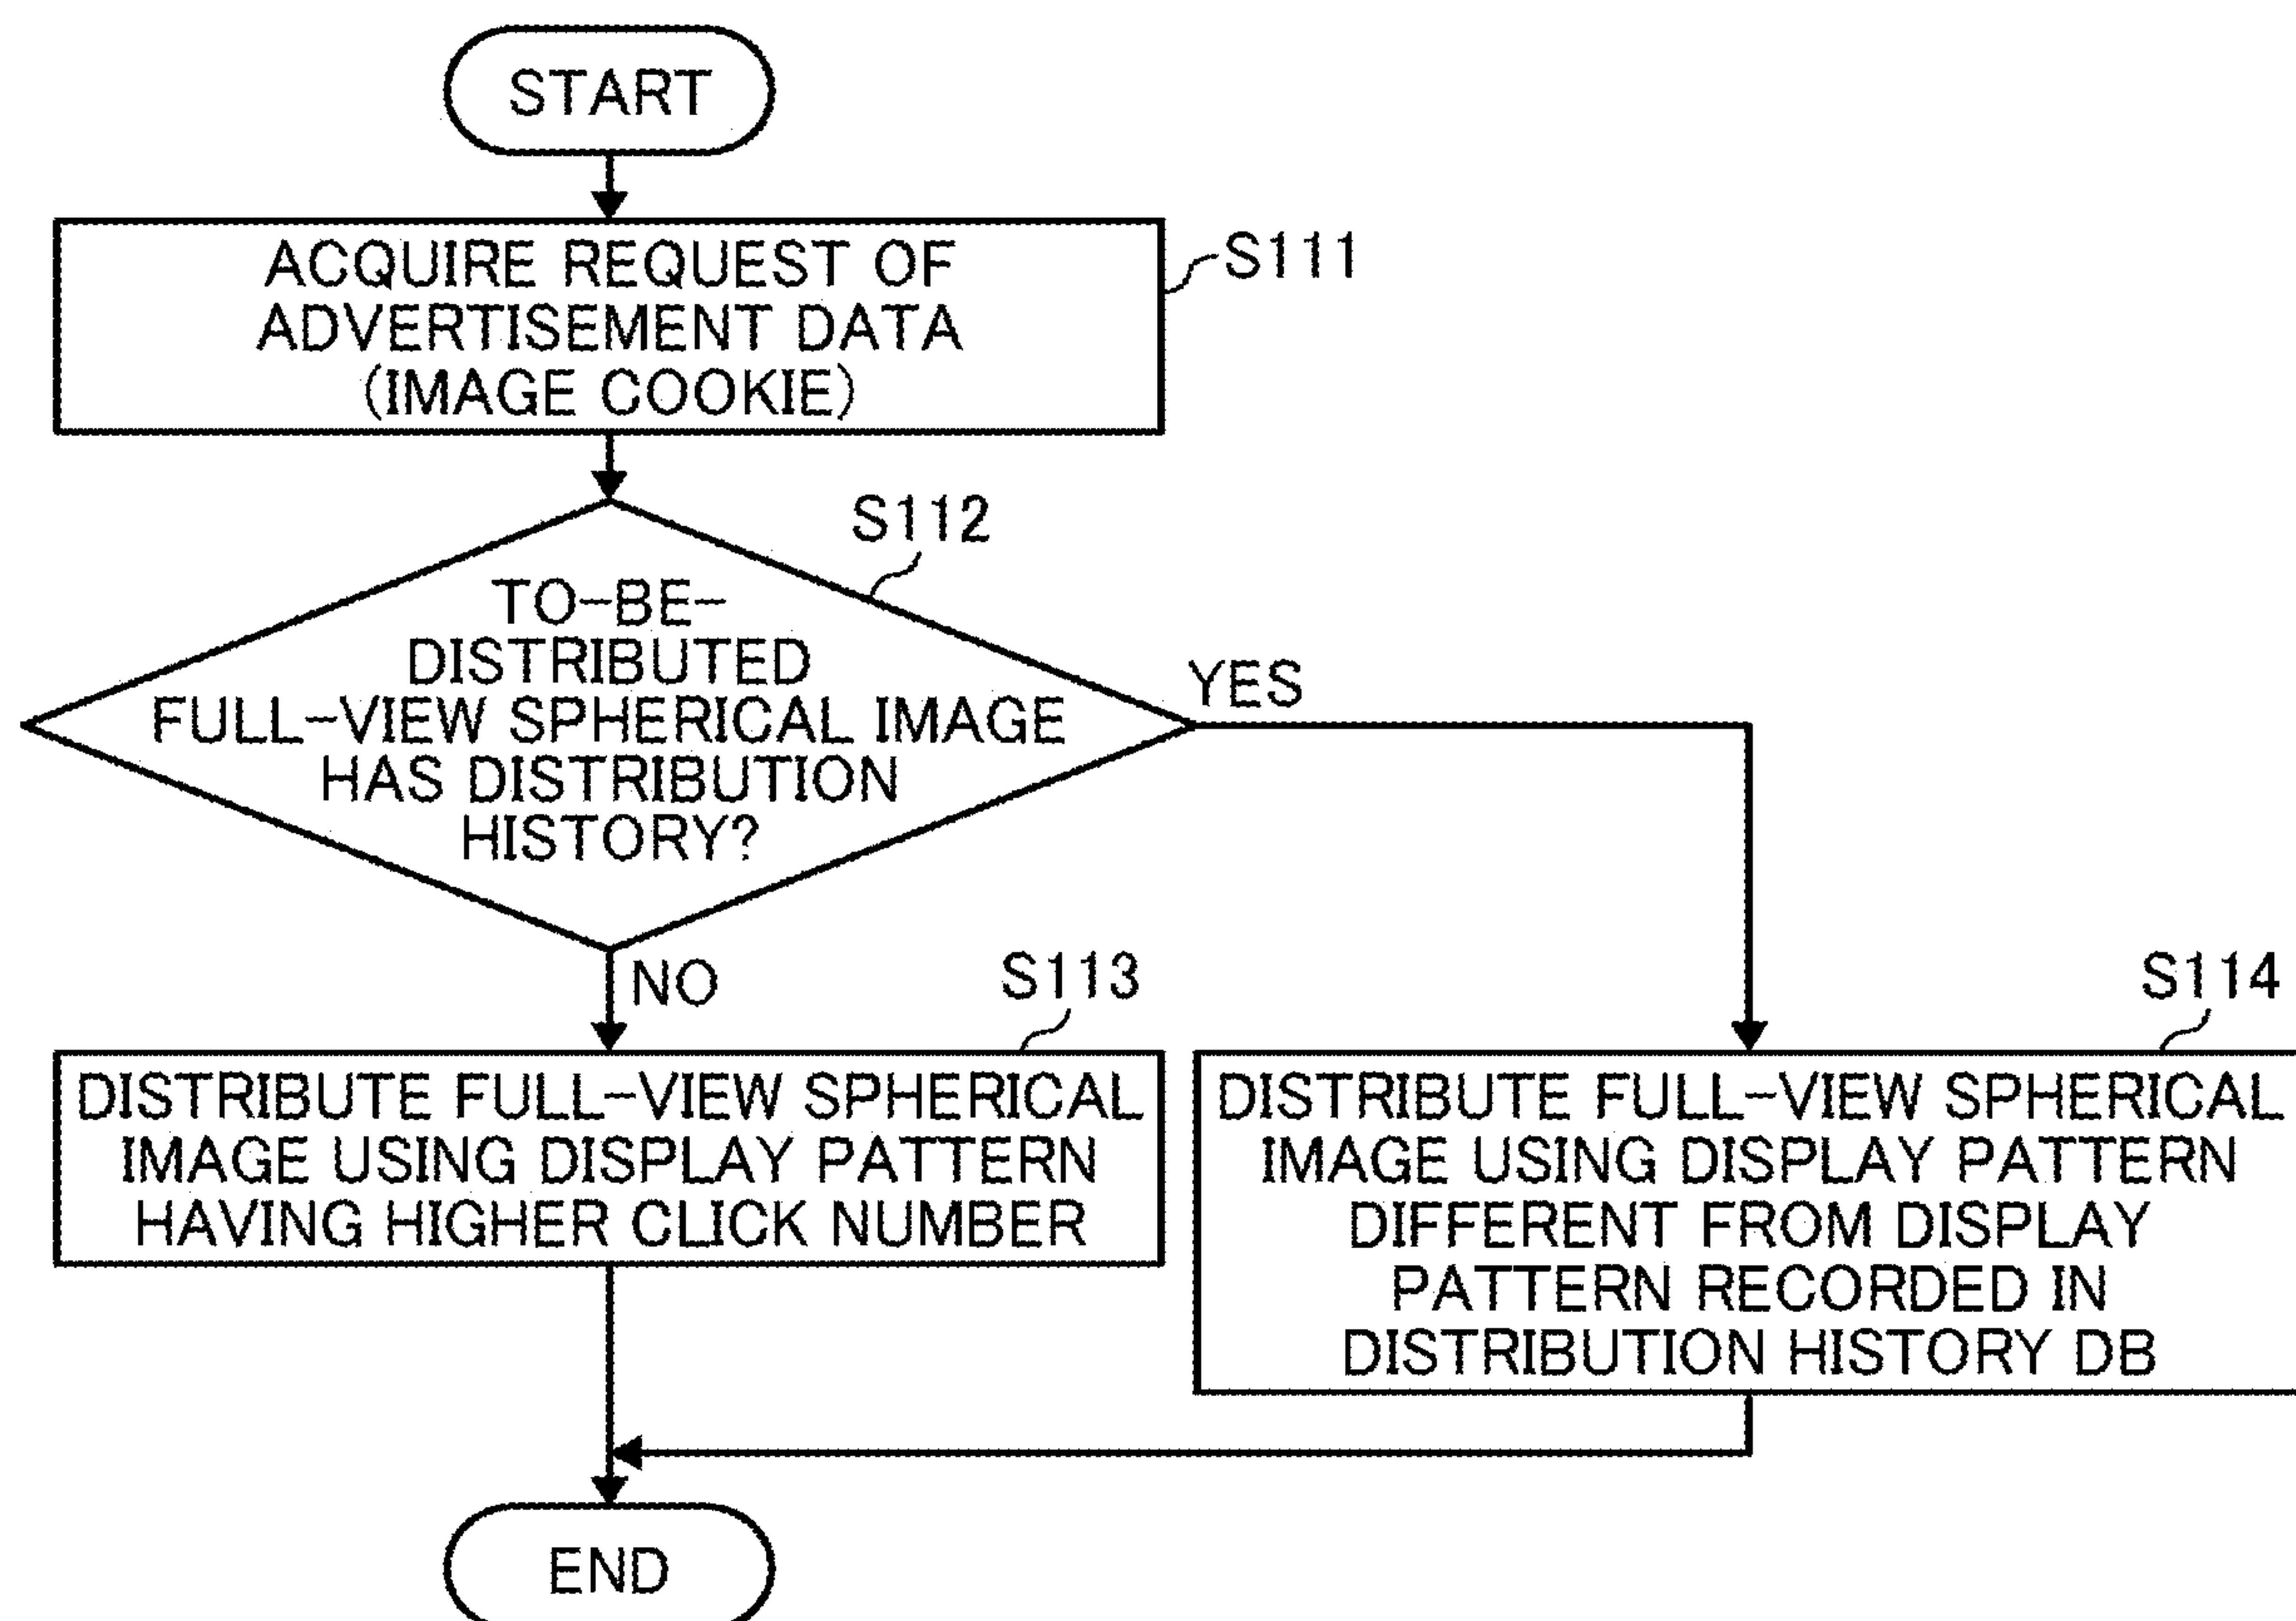 START
ACQUIRE REQUEST OF
ADVERTISEMENT DATA
(IMAGE COOKIE)
S111
S112
TO-BE-
DISTRIBUTED
FULL-VIEW SPHERICAL IMAGE
HAS DISTRIBUTION
HISTORY?
YES
NO
S113
DISTRIBUTE FULL-VIEW SPHERICAL
IMAGE USING DISPLAY PATTERN
HAVING HIGHER CLICK NUMBER
S114
DISTRIBUTE FULL-VIEW SPHERICAL
IMAGE USING DISPLAY PATTERN
DIFFERENT FROM DISPLAY
PATTERN RECORDED IN
DISTRIBUTION HISTORY DB
END